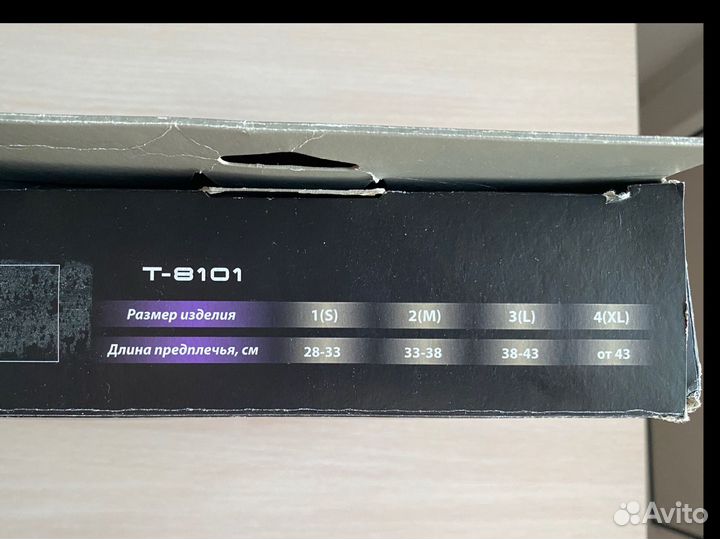 T-8101
Размер изделия 1(S) 2(M) 3(L) 4(XL)
Длина предплечья, см 28-33 33-38 38-43 от 43
Avito